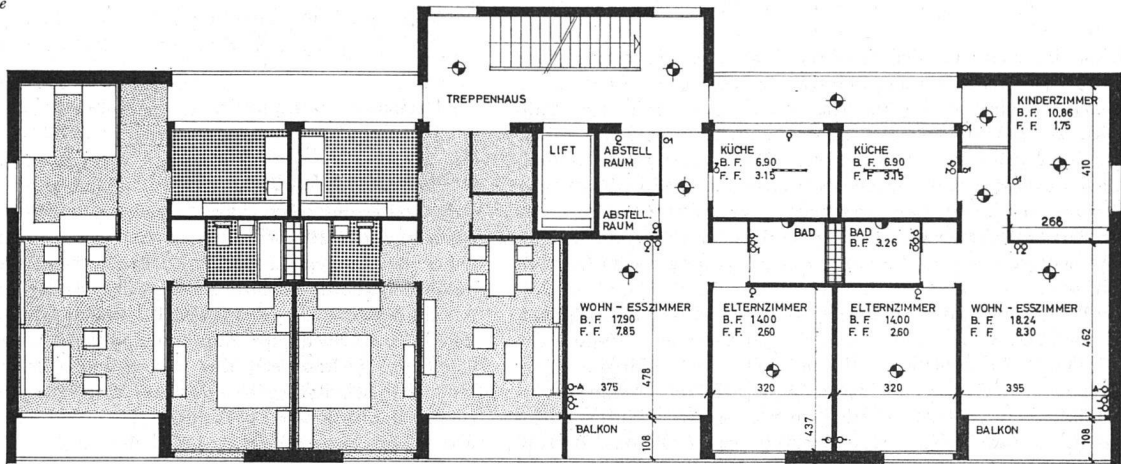 e
TREPPENHAUS
LIFT
ABSTELL
RAUM
ABSTELL.
RAUM
KÜCHE
B. F. 6.90
F. F. 3.15
KÜCHE
B. F. 6.90
F. F. 3.15
KINDERZIMMER
B. F. 10.86
F. F. 1.75
410
268
BAD
BAD
B. F. 3.26
WOHN - ESSZIMMER
B. F. 17.90
F. F. 7.85
ELTERNZIMMER
B. F. 14.00
F. F. 2.60
ELTERNZIMMER
B. F. 14.00
F. F. 2.60
WOHN - ESSZIMMER
B. F. 18.24
F. F. 8.30
462
A
375
478
320
320
395
A
BALKON
108
437
BALKON
108